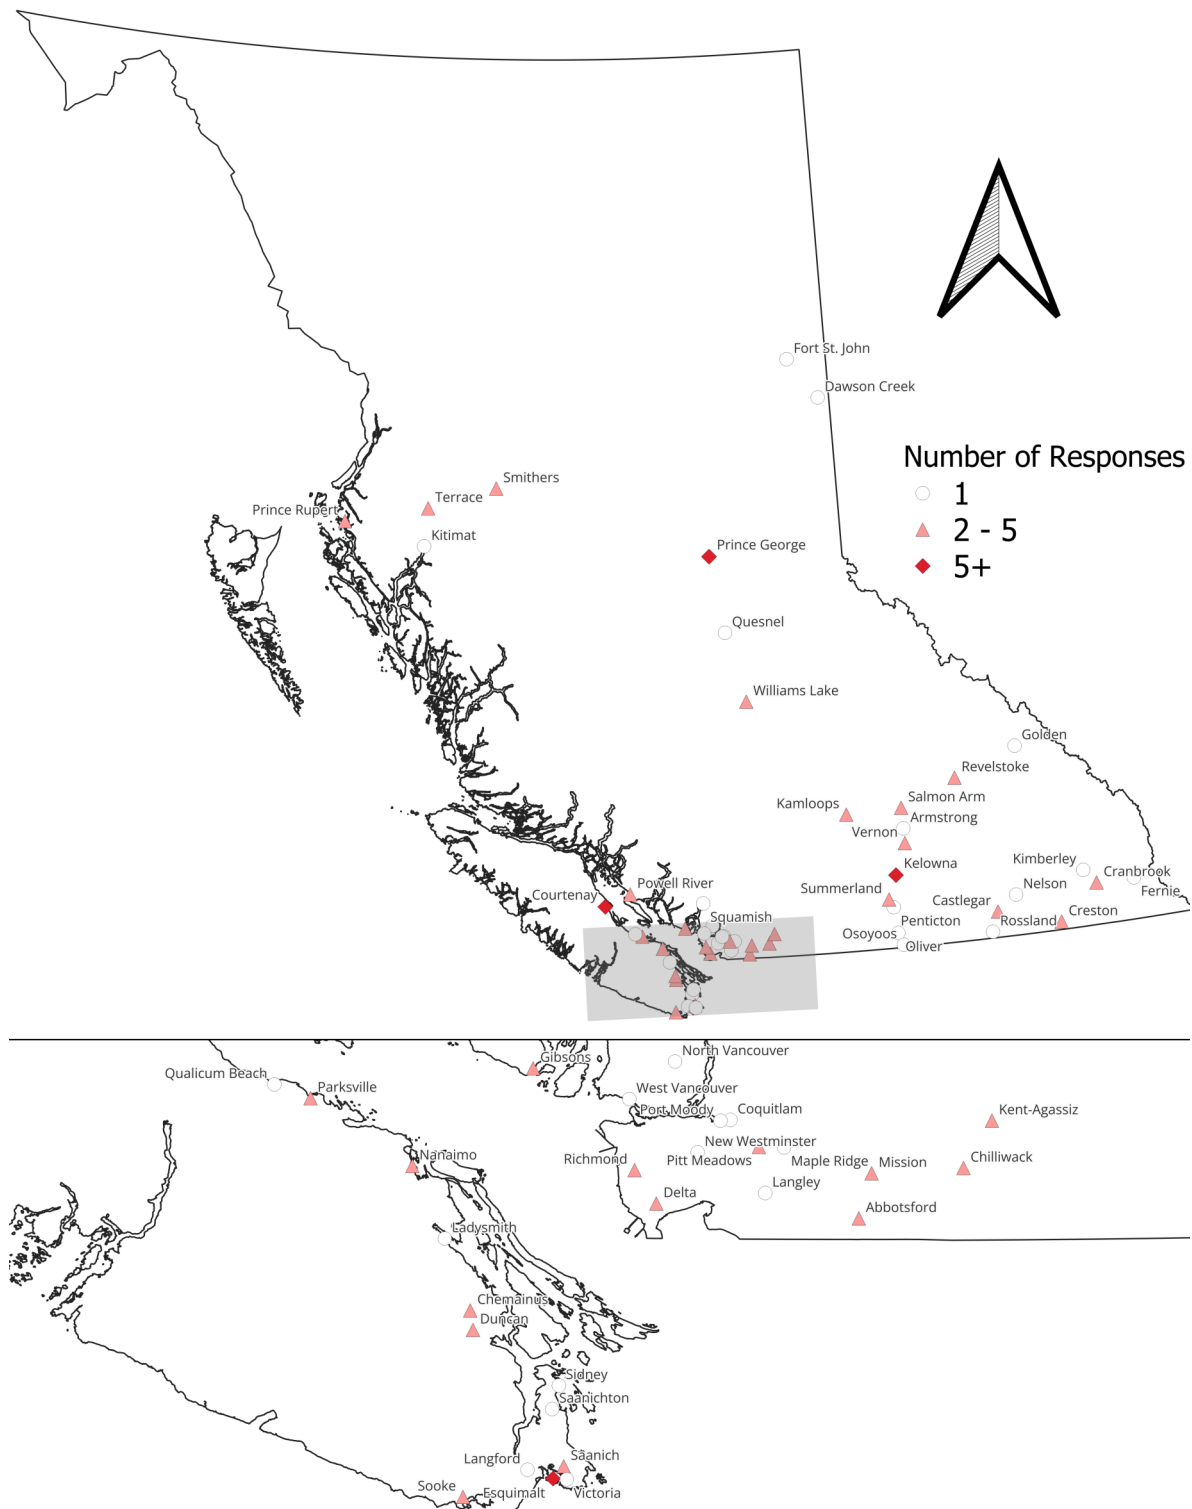 Fort St. John
Dawson Creek
Number of Responses
1
2 - 5
5+
Smithers
Terrace
Prince Rupert
Kitimat
Prince George
Quesnel
Williams Lake
Golden
Revelstoke
Salmon Arm
Kamloops
Armstrong
Vernon
Kelowna
Kimberley
Cranbrook
Fernie
Powell River
Courtenay
Summerland
Nelson
Castlegar
Creston
Squamish
Penticton
Rossland
Osoyoos
Oliver
North Vancouver
Gibsons
Qualicum Beach
Parksville
West Vancouver
Port Moody
Coquitlam
Kent-Agassiz
New Westminster
Nanaimo
Richmond
Pitt Meadows
Maple Ridge
Mission
Chilliwack
Langley
Delta
Abbotsford
Ladysmith
Chemainus
Duncan
Sidney
Saanichton
Langford
Saanich
Sooke
Esquimalt
Victoria